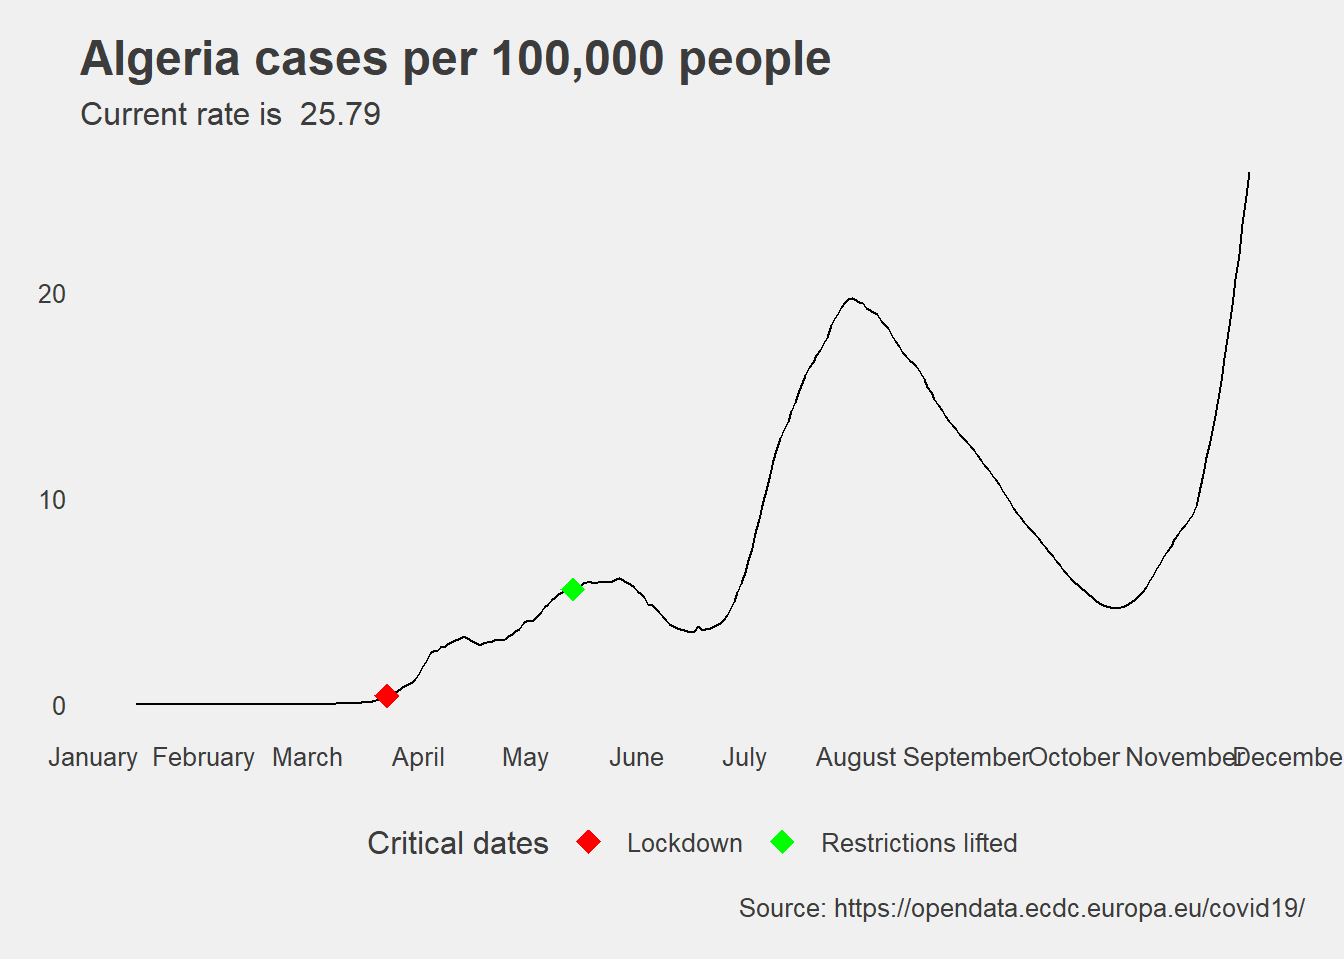 Algeria cases per 100,000 people
Current rate is  25.79
20
10
0
January February March April May June July August September October November Decembe
Critical dates Lockdown Restrictions lifted
Source: https://opendata.ecdc.europa.eu/covid19/